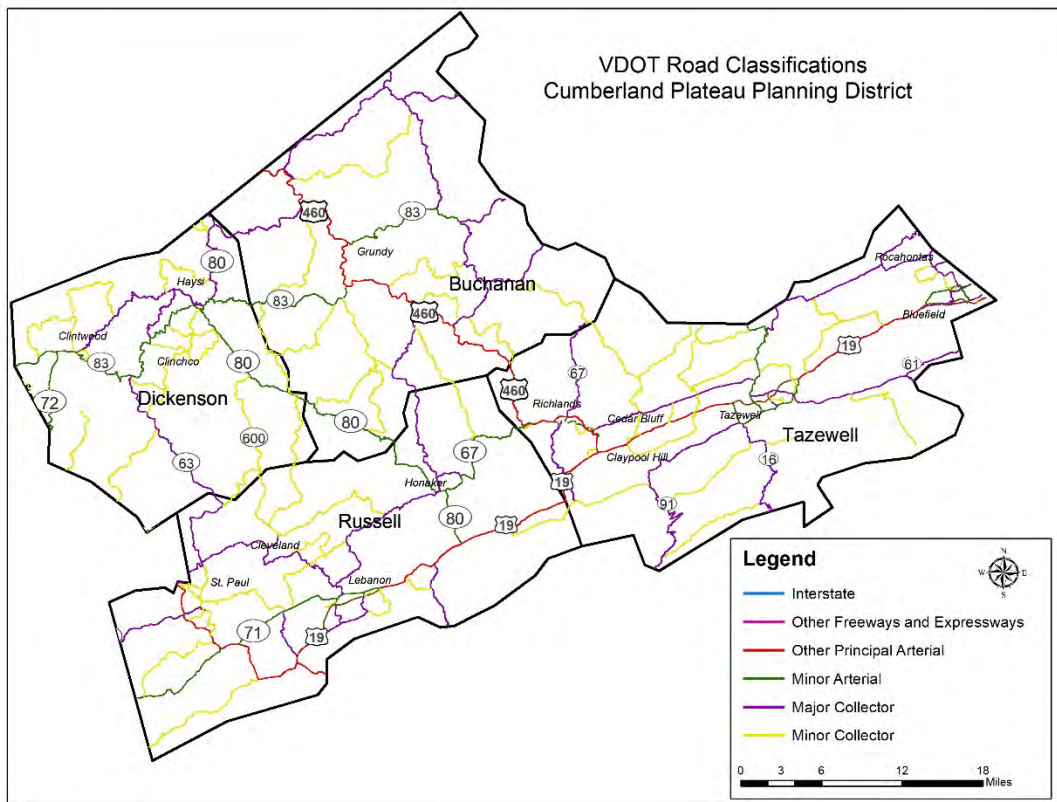 VDOT Road Classifications
Cumberland Plateau Planning District
460
83
Grundy
Pocahontas
80
Haysi
Buchanan
83
460
Bluefield
Clintwood
83
Clinchco
80
19
61
72
Dickenson
67
460
Richlands
Cedar Bluff
Tazewell
80
600
67
Tazewell
63
Claypool Hill
16
Honaker
19
91
Russell
80
19
Cleveland
St. Paul
Lebanon
71
19
Legend
N
W E
S
Interstate
Other Freeways and Expressways
Other Principal Arterial
Minor Arterial
Major Collector
Minor Collector
0 3 6 12 18
Miles